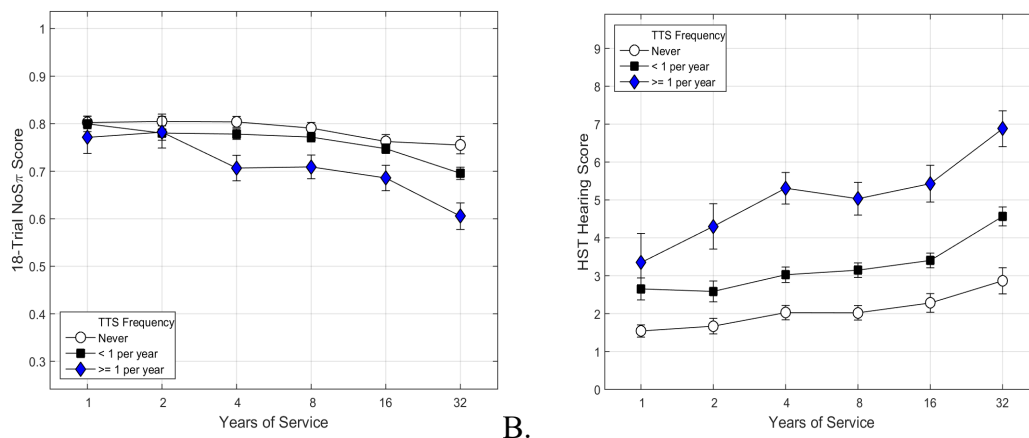 1
0.9
0.8
0.7
0.6
0.5
0.4
0.3
18-Trial NoSπ Score
TTS Frequency
Never
< 1 per year
>= 1 per year
1 2 4 8 16 32
Years of Service
B.
9
8
7
6
5
4
3
2
1
0
HST Hearing Score
TTS Frequency
Never
< 1 per year
>= 1 per year
1 2 4 8 16 32
Years of Service